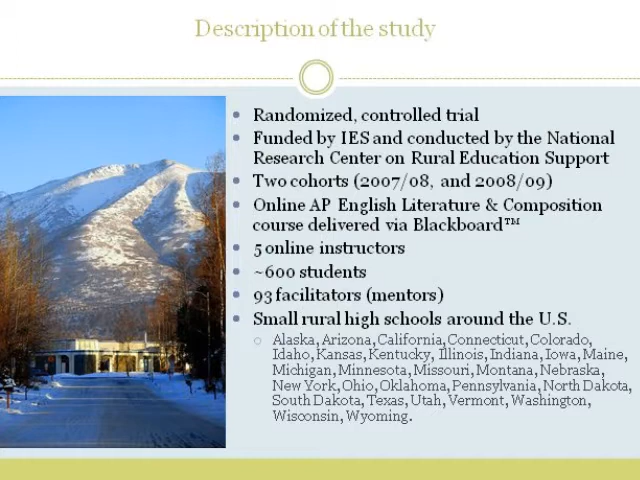 Description of the study
Randomized, controlled trial
Funded by IES and conducted by the National
Research Center on Rural Education Support
Two cohorts (2007/08, and 2008/09)
Online AP English Literature & Composition
course delivered via Blackboard™
5 online instructors
~600 students
93 facilitators (mentors)
Small rural high schools around the U.S.
Alaska, Arizona, California, Connecticut, Colorado,
Idaho, Kansas, Kentucky, Illinois, Indiana, Iowa, Maine,
Michigan, Minnesota, Missouri, Montana, Nebraska,
New York, Ohio, Oklahoma, Pennsylvania, North Dakota,
South Dakota, Texas, Utah, Vermont, Washington,
Wisconsin, Wyoming.